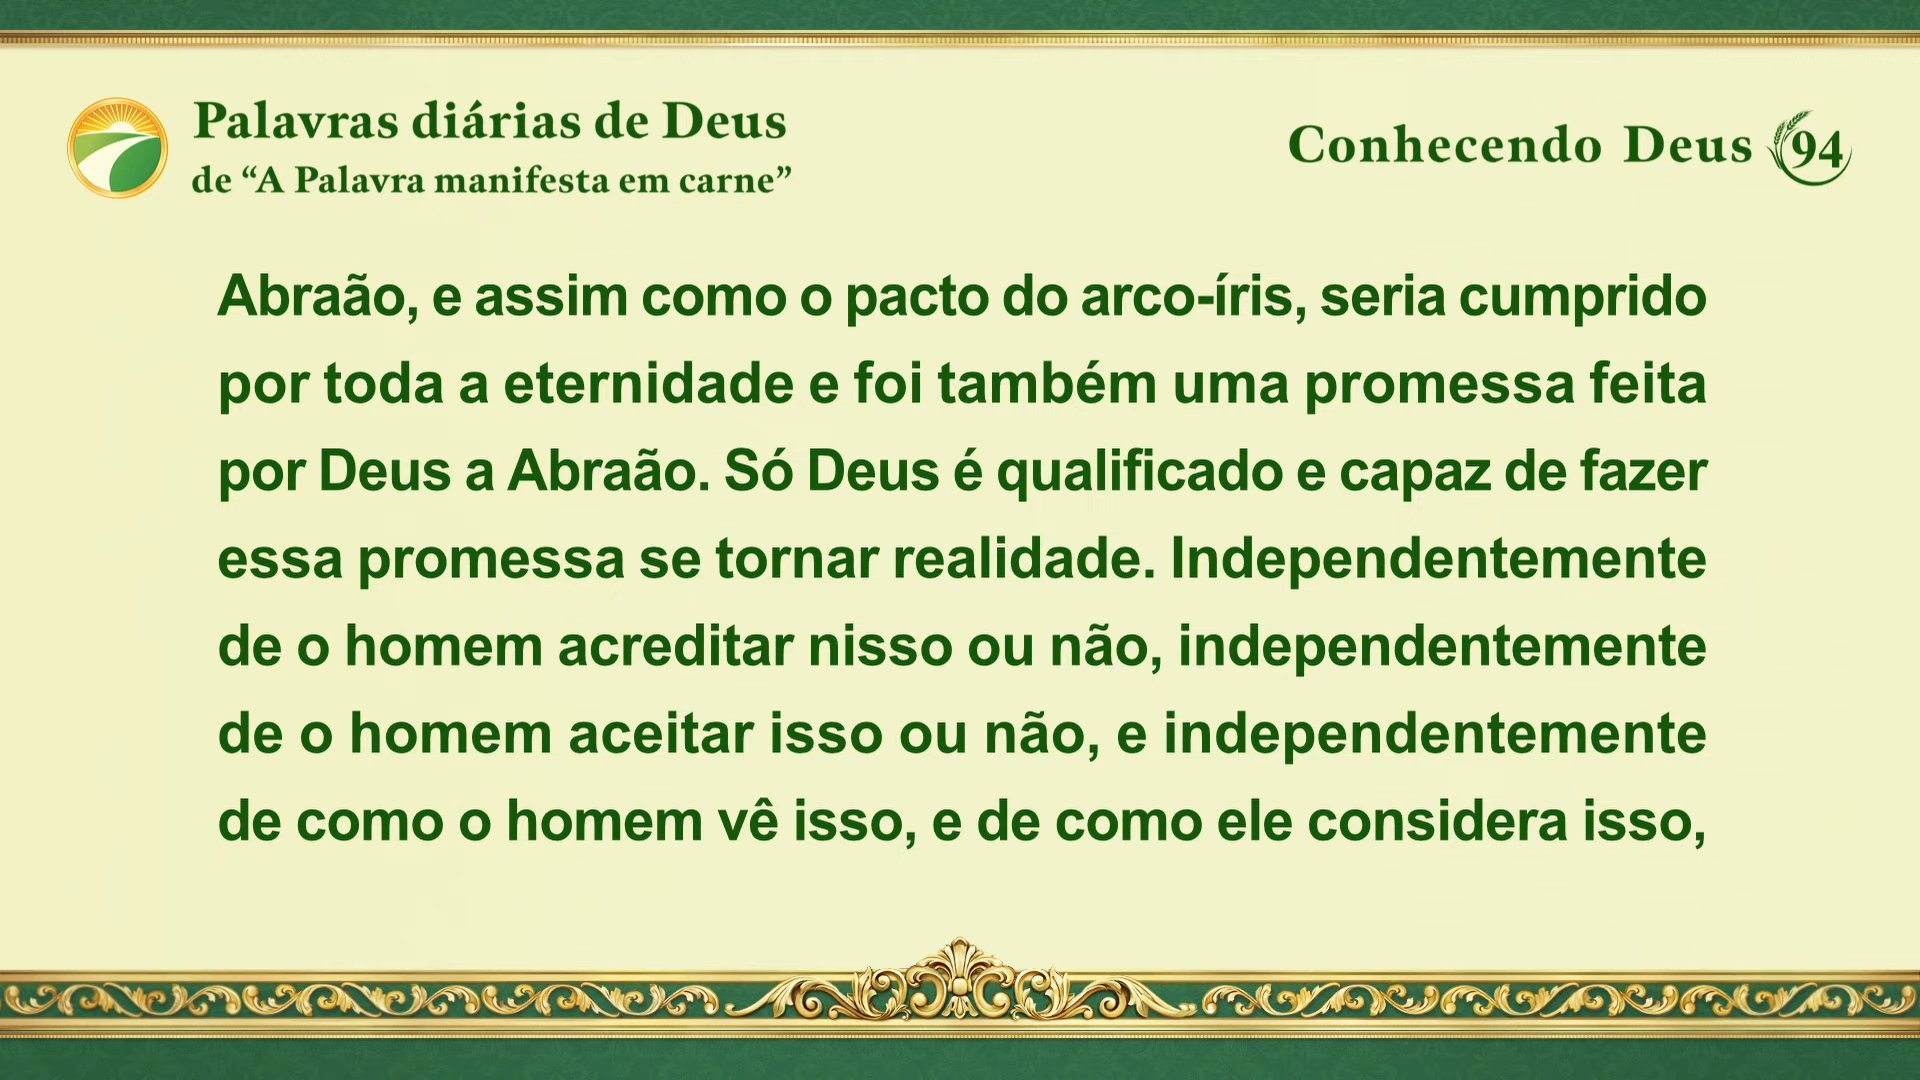 Palavras diárias de Deus
de “A Palavra manifesta em carne”
Conhecendo Deus 94
Abraão, e assim como o pacto do arco-íris, seria cumprido
por toda a eternidade e foi também uma promessa feita
por Deus a Abraão. Só Deus é qualificado e capaz de fazer
essa promessa se tornar realidade. Independentemente
de o homem acreditar nisso ou não, independentemente
de o homem aceitar isso ou não, e independentemente
de como o homem vê isso, e de como ele considera isso,